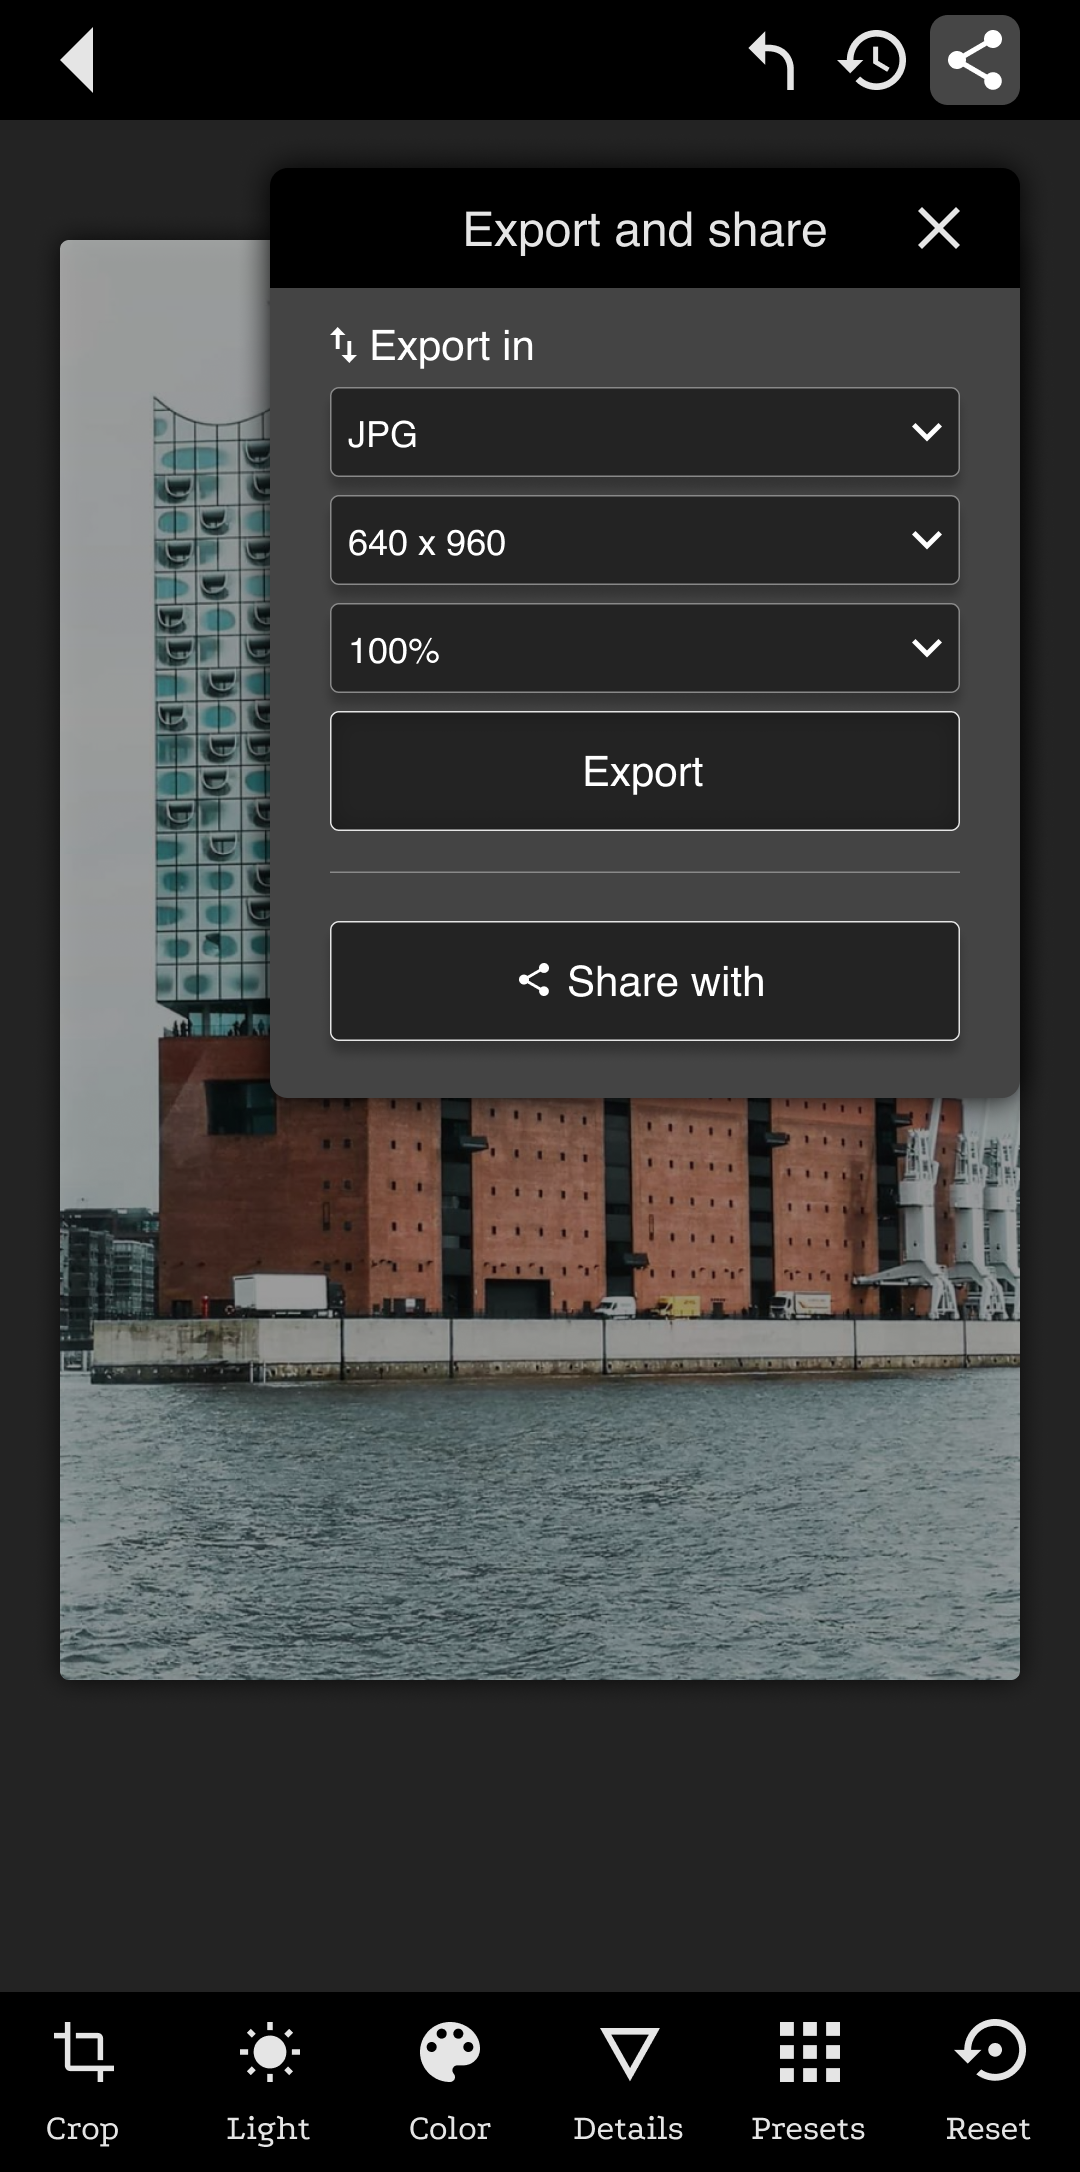 Export and share
Export in
JPG
640 x 960
100%
Export
Share with
Crop
Light
Color
Details
Presets
Reset